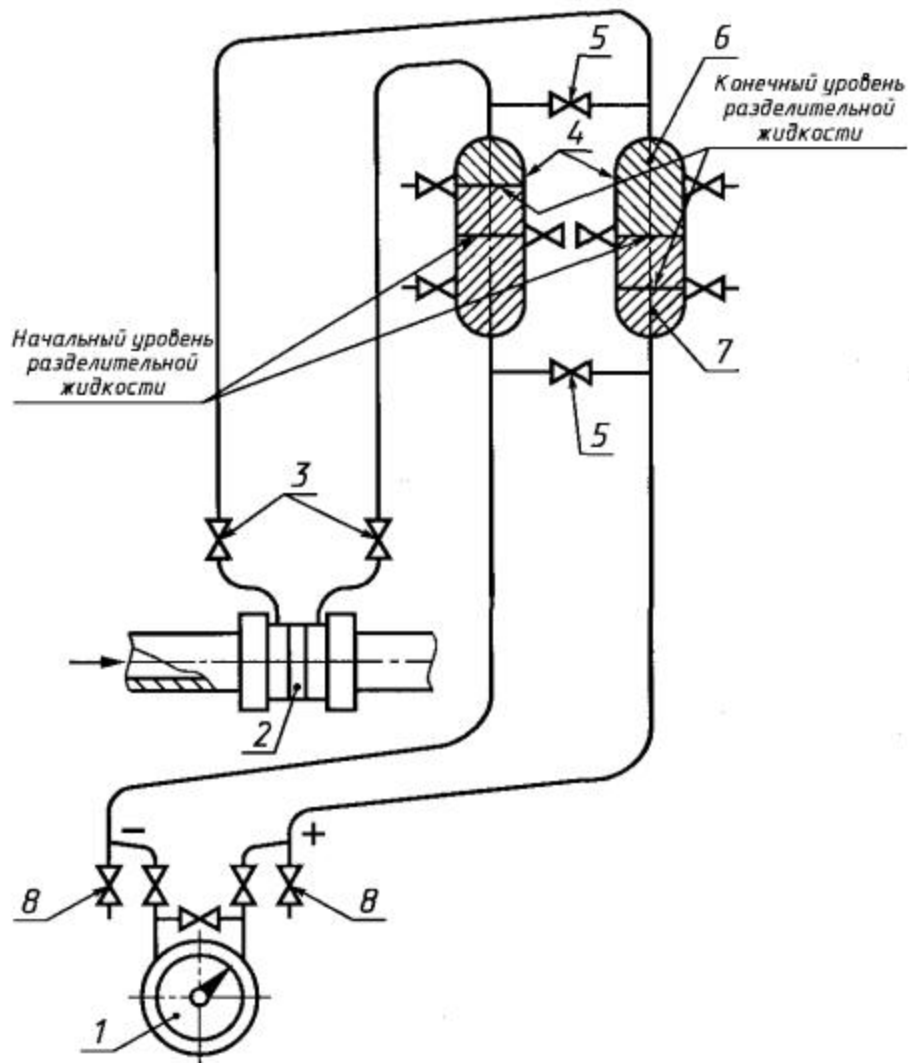 5
6
Конечный уровень
разделительной
жидкости
4
Начальный уровень
разделительной
жидкости
7
5
3
2
−
+
8
8
1